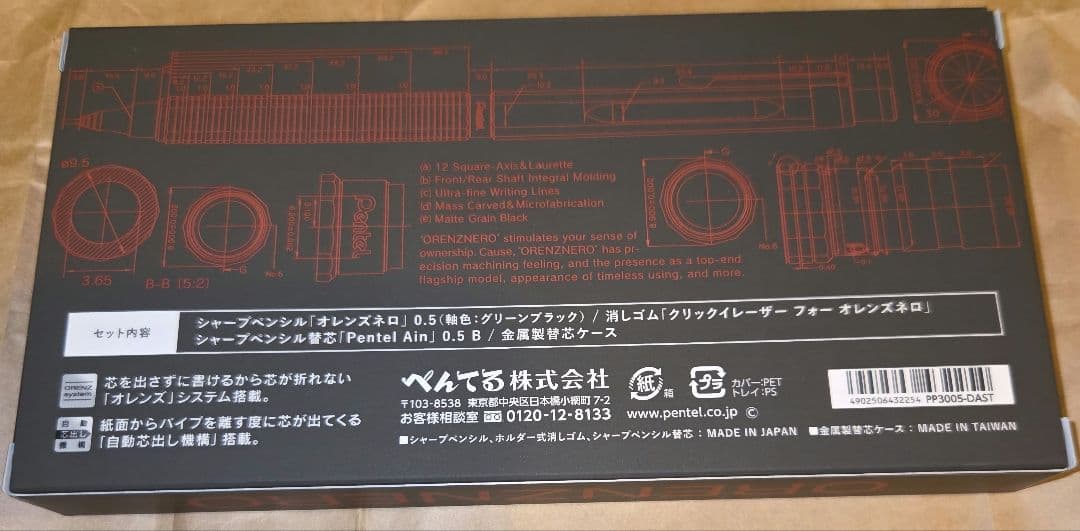 ø9.5
3.65
B-B (5:2)
G
No.6
Pentel
(a) 12 Square-Axis&Laurette
(b) Front/Rear Shaft Integral Molding
(c) Ultra-fine Writing Lines
(d) Mass Carved&Microfabrication
(e) Matte Grain Black
"ORENZNERO" stimulates your sense of
ownership. Cause, "ORENZNERO" has pr-
ecision machining feeling, and the presence as a top-end
flagship model, appearance of timeless using, and more.
G
No.6
30
セット内容
シャープペンシル「オレンズネロ」0.5(軸色:グリーンブラック) / 消しゴム「クリックイレーザー フォー オレンズネロ」
シャープペンシル替芯「Pentel Ain」0.5 B / 金属製替芯ケース
ORENZ
system
芯を出さずに書けるから芯が折れない
「オレンズ」システム搭載。
自動
芯出し
機構
紙面からパイプを離す度に芯が出てくる
「自動芯出し機構」搭載。
ぺんてる株式会社
〒103-8538 東京都中央区日本橋小網町 7-2
お客様相談室 0120-12-8133
紙 箱
プラ
カバー:PET
トレイ:PS
www.pentel.co.jp ©
4902506432254 PP3005-DAST
■シャープペンシル、ホルダー式消しゴム、シャープペンシル替芯:MADE IN JAPAN ■金属製替芯ケース:MADE IN TAIWAN
ORENZNERO